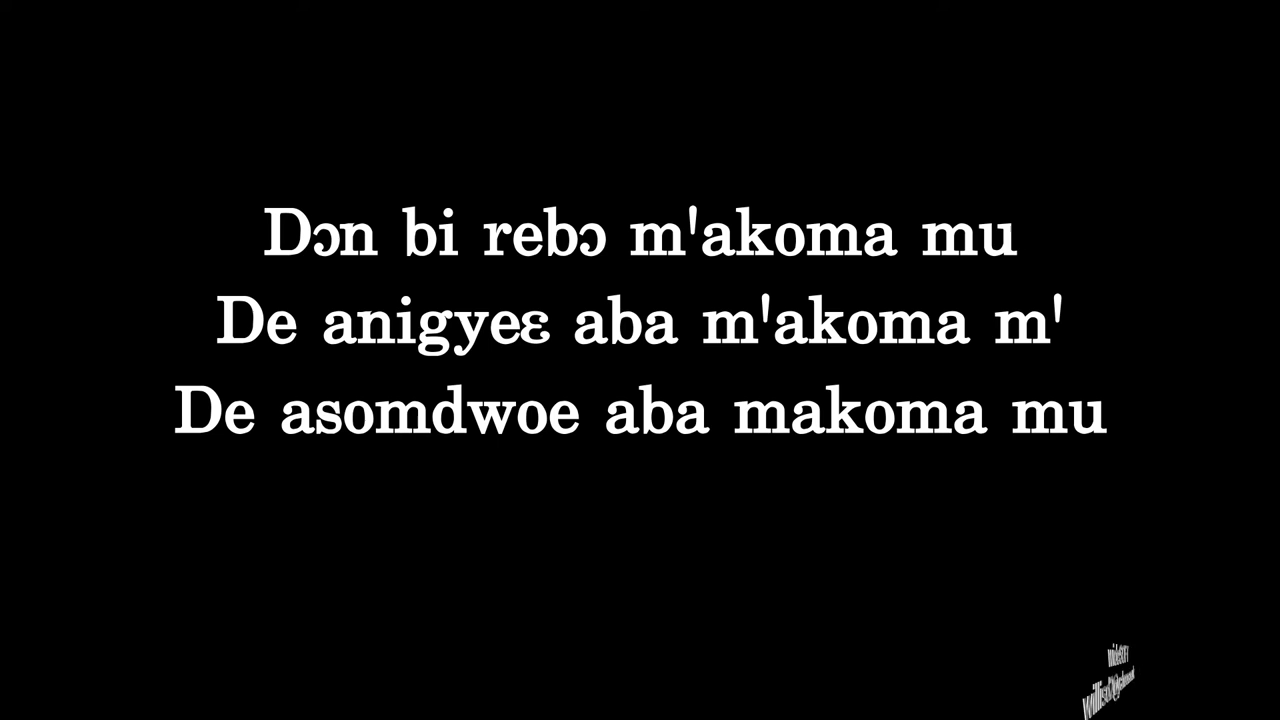 Dɔn bi rebɔ m'akoma mu
De anigyeɛ aba m'akoma m'
De asomdwoe aba makoma mu